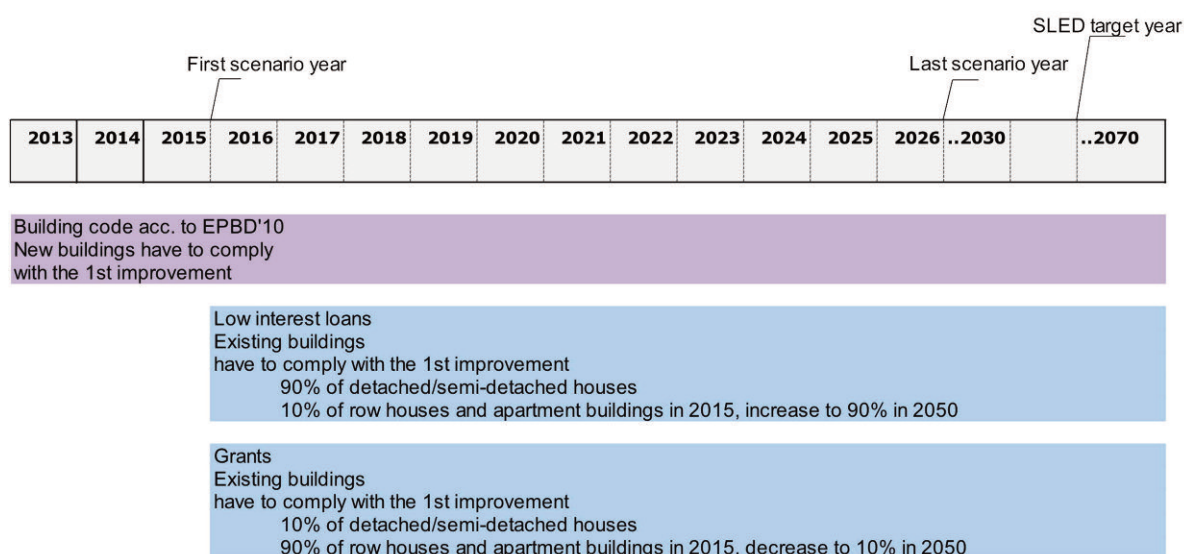 SLED target year
First scenario year
Last scenario year
2013 2014 2015 2016 2017 2018 2019 2020 2021 2022 2023 2024 2025 2026 ..2030 ..2070
Building code acc. to EPBD'10
New buildings have to comply
with the 1st improvement
Low interest loans
Existing buildings
have to comply with the 1st improvement
90% of detached/semi-detached houses
10% of row houses and apartment buildings in 2015, increase to 90% in 2050
Grants
Existing buildings
have to comply with the 1st improvement
10% of detached/semi-detached houses
90% of row houses and apartment buildings in 2015, decrease to 10% in 2050